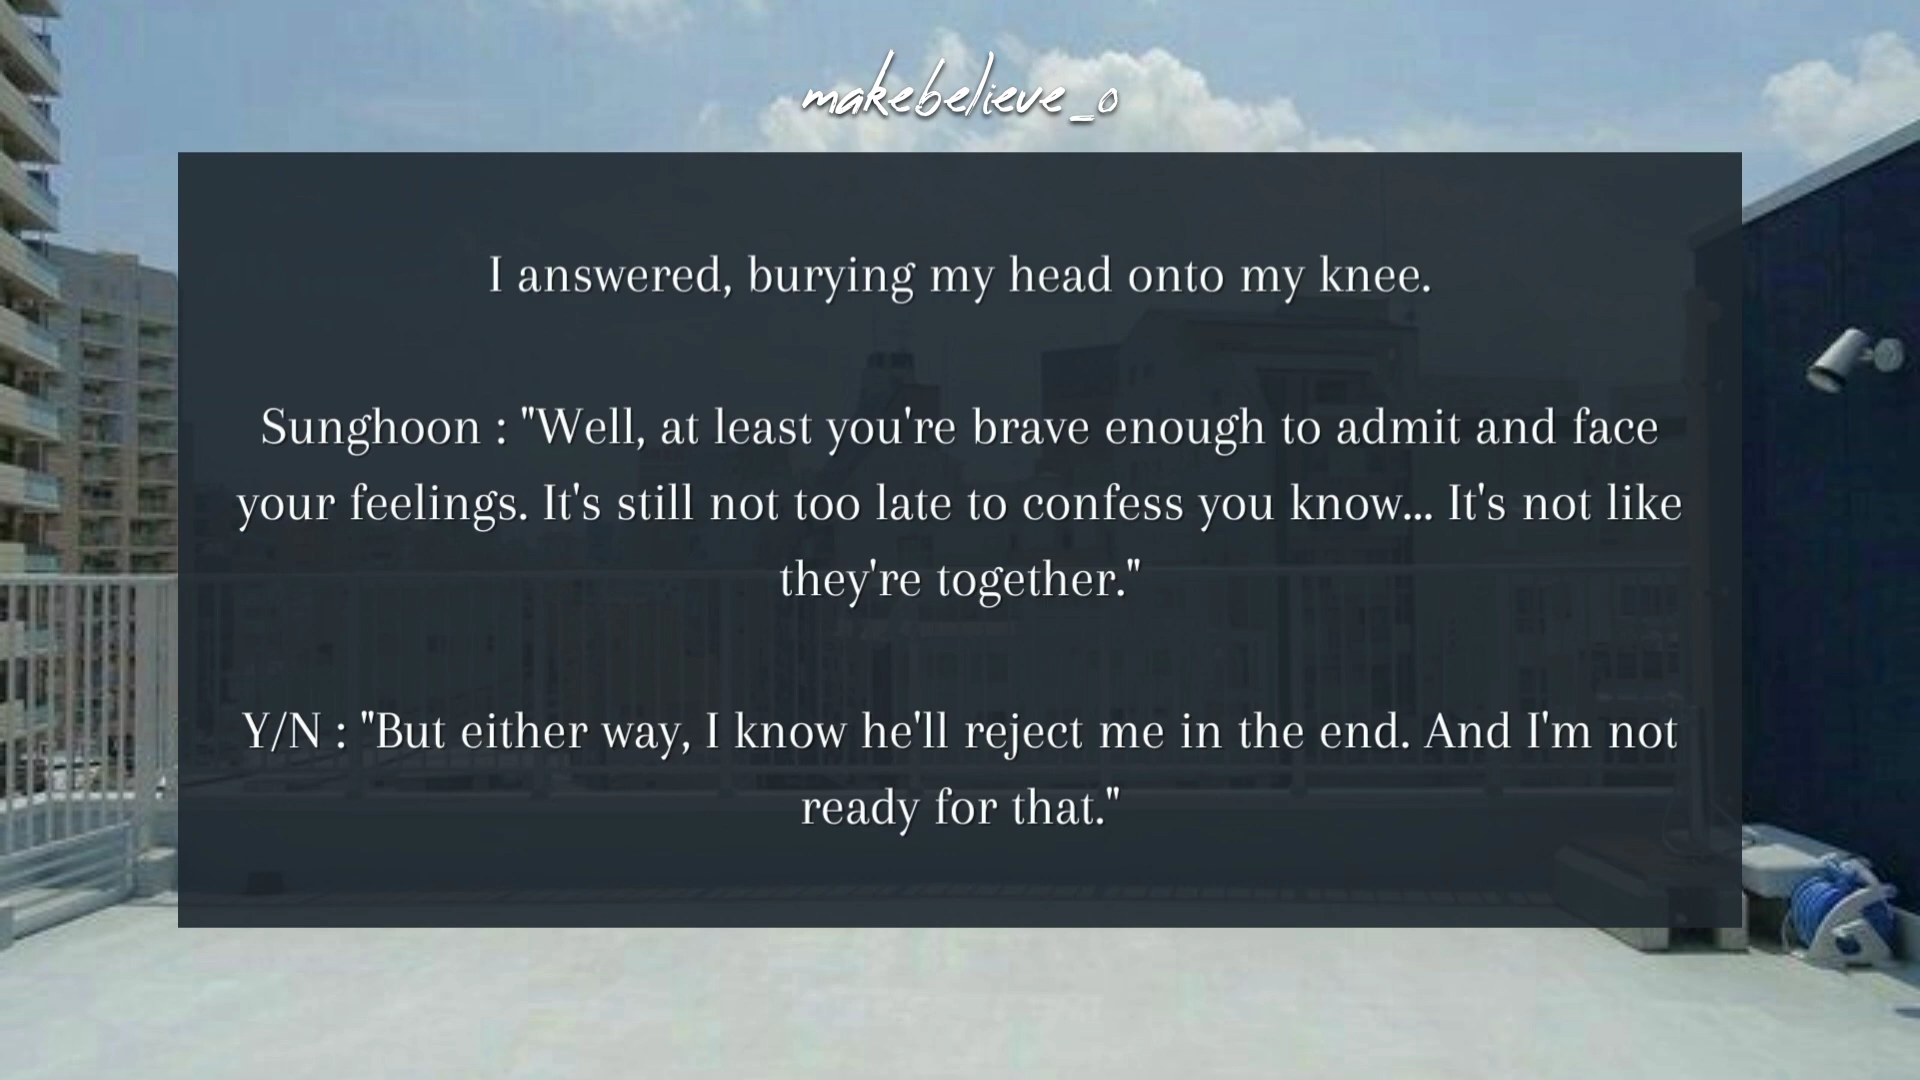 makebelieve_o
I answered, burying my head onto my knee.
Sunghoon : "Well, at least you're brave enough to admit and face
your feelings. It's still not too late to confess you know... It's not like
they're together."
Y/N : "But either way, I know he'll reject me in the end. And I'm not
ready for that."